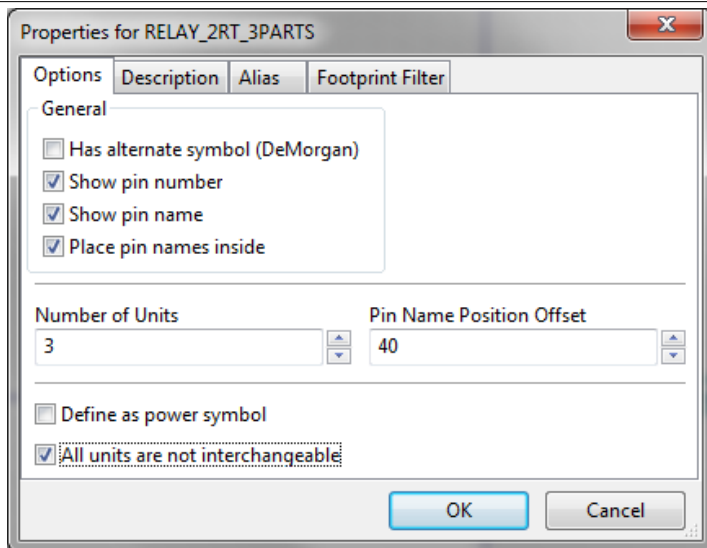 Properties for RELAY_2RT_3PARTS
Options Description Alias Footprint Filter
General
Has alternate symbol (DeMorgan)
Show pin number
Show pin name
Place pin names inside
Number of Units Pin Name Position Offset
3 40
Define as power symbol
All units are not interchangeable
OK Cancel